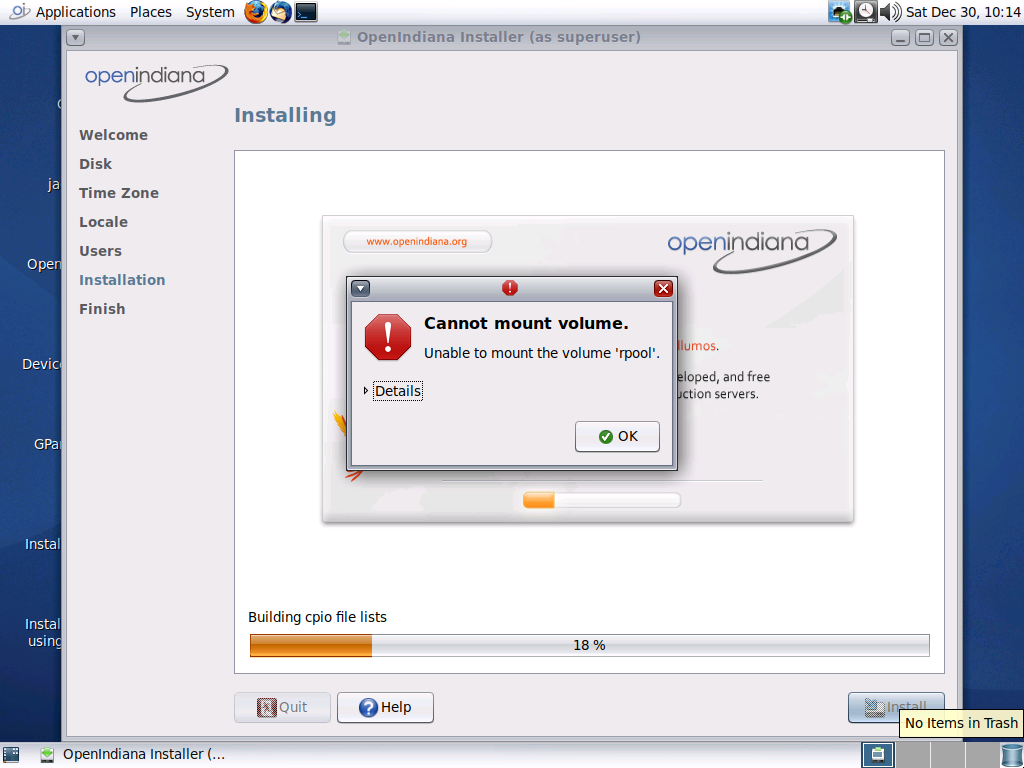 Applications Places System Sat Dec 30, 10:14
OpenIndiana Installer (as superuser)
openindiana
Installing
Welcome
Disk
Time Zone
Locale
Users
Installation
Finish
www.openindiana.org
openindiana
Cannot mount volume.
Unable to mount the volume 'rpool'.
Details
OK
llumos.
eloped, and free
uction servers.
ja
Open
Devic
GPa
Instal
Instal
using
Building cpio file lists
18 %
Quit Help Install
No Items in Trash
OpenIndiana Installer (...